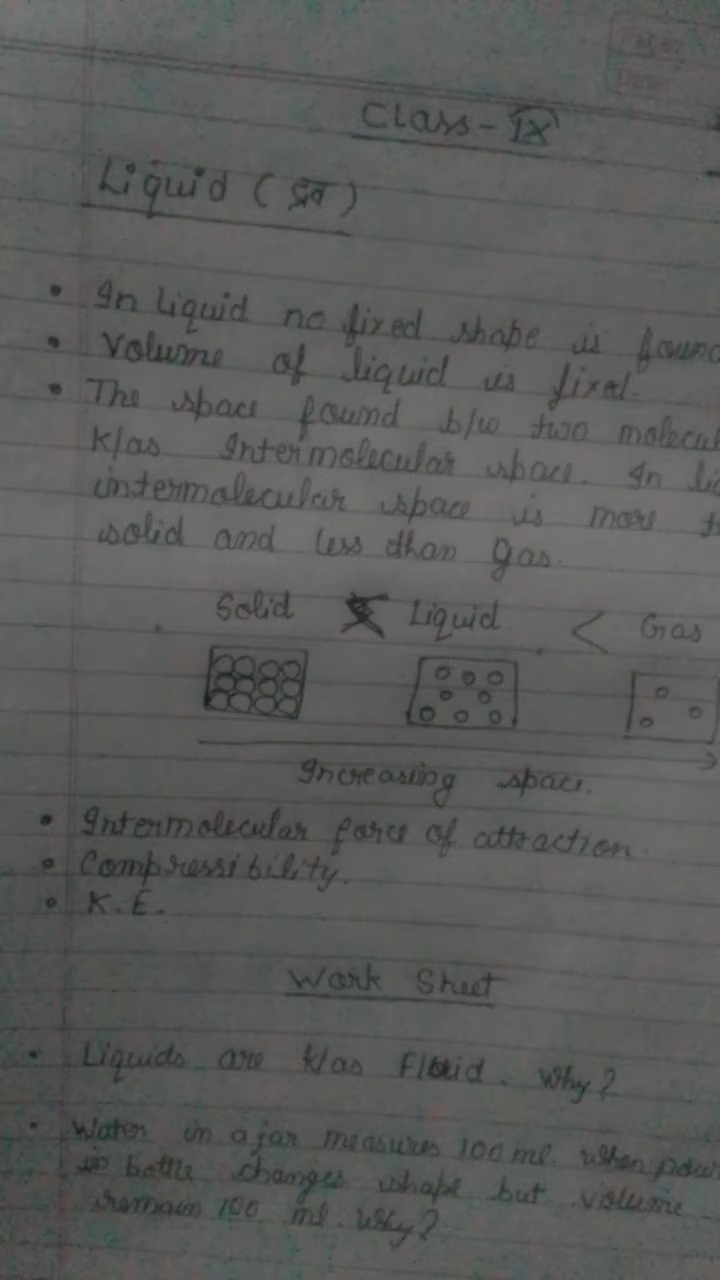 Class - IX
Liquid (द्रव)
• In Liquid no fixed shape is found
• Volume of liquid is fixed.
• The space found b/w two molecul
k/as Intermolecular space. In li
intermolecular space is more t
solid and less than gas.
Solid Liquid < Gas
Increasing space.
• Intermolecular force of attraction
• Compressibility.
• K.E.
Work Sheet
• Liquids are k/as Fluid. Why?
• Water in a jar measures 100 ml. when pou
in bottle changes shape but volume
remain 100 ml. Why?